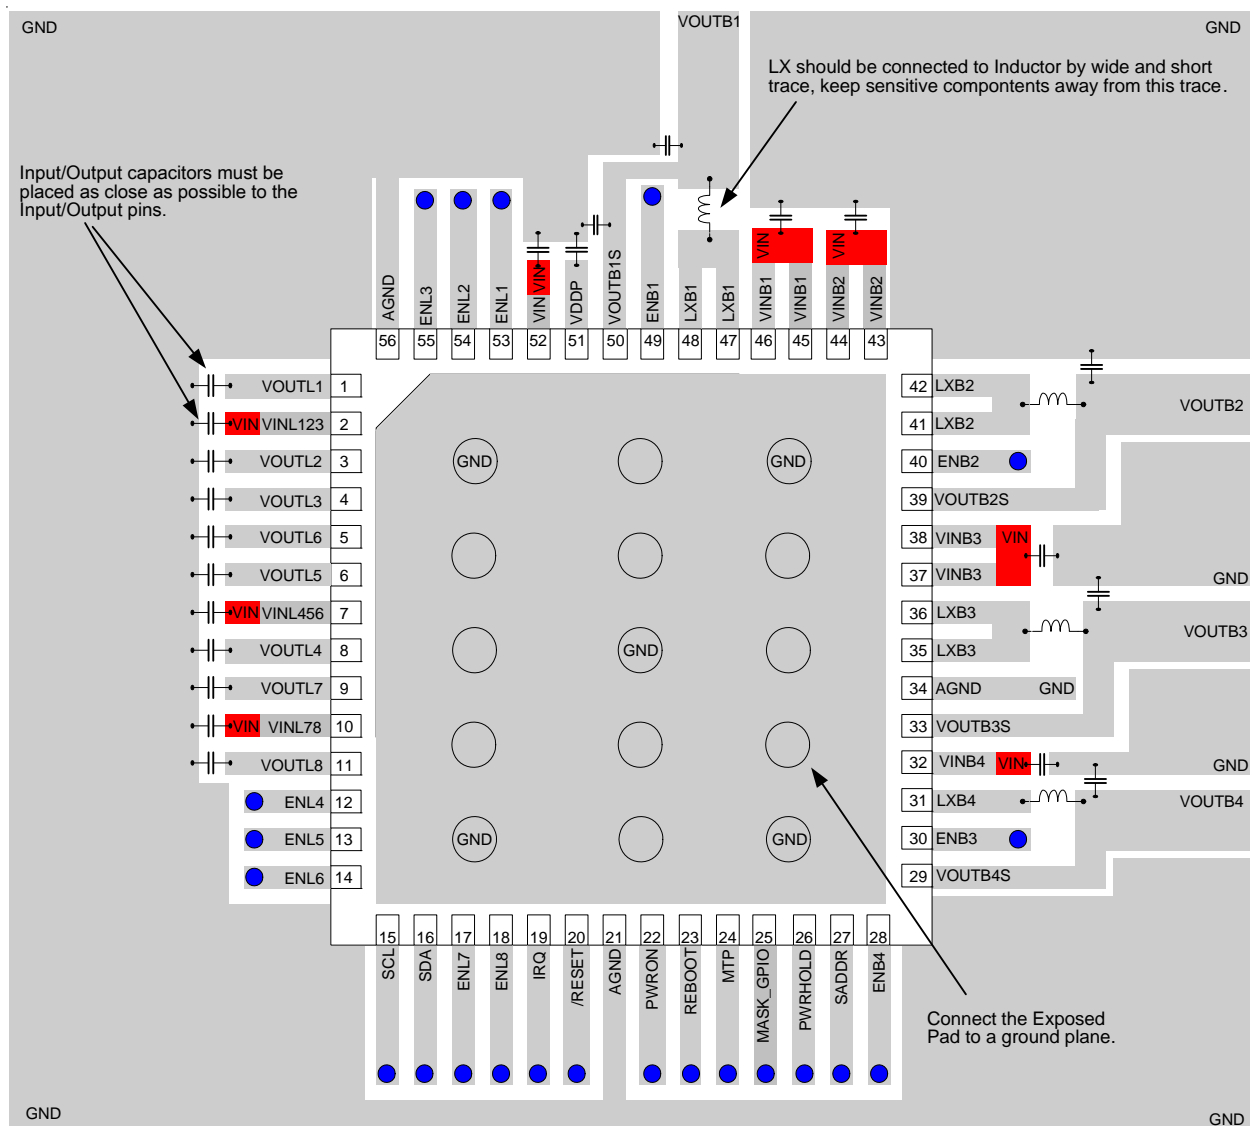 GND
VOUTB1
GND
LX should be connected to Inductor by wide and short
trace, keep sensitive compontents away from this trace.
Input/Output capacitors must be
placed as close as possible to the
Input/Output pins.
AGND
ENL3
ENL2
ENL1
VIN
VIN
VDDP
VOUTB1S
ENB1
LXB1
LXB1
VIN
VINB1
VINB1
VIN
VINB2
VINB2
56
55
54
53
52
51
50
49
48
47
46
45
44
43
VOUTL1 1
VIN VINL123 2
VOUTL2 3
VOUTL3 4
VOUTL6 5
VOUTL5 6
VIN VINL456 7
VOUTL4 8
VOUTL7 9
VIN VINL78 10
VOUTL8 11
ENL4 12
ENL5 13
ENL6 14
GND
GND
GND
GND
GND
42 LXB2
VOUTB2
41 LXB2
40 ENB2
39 VOUTB2S
38 VINB3 VIN
37 VINB3
GND
36 LXB3
VOUTB3
35 LXB3
34 AGND GND
33 VOUTB3S
32 VINB4 VIN
GND
31 LXB4
VOUTB4
30 ENB3
29 VOUTB4S
15
16
17
18
19
20
21
22
23
24
25
26
27
28
SCL
SDA
ENL7
ENL8
IRQ
/RESET
AGND
PWRON
REBOOT
MTP
MASK_GPIO
PWRHOLD
SADDR
ENB4
Connect the Exposed
Pad to a ground plane.
GND
GND